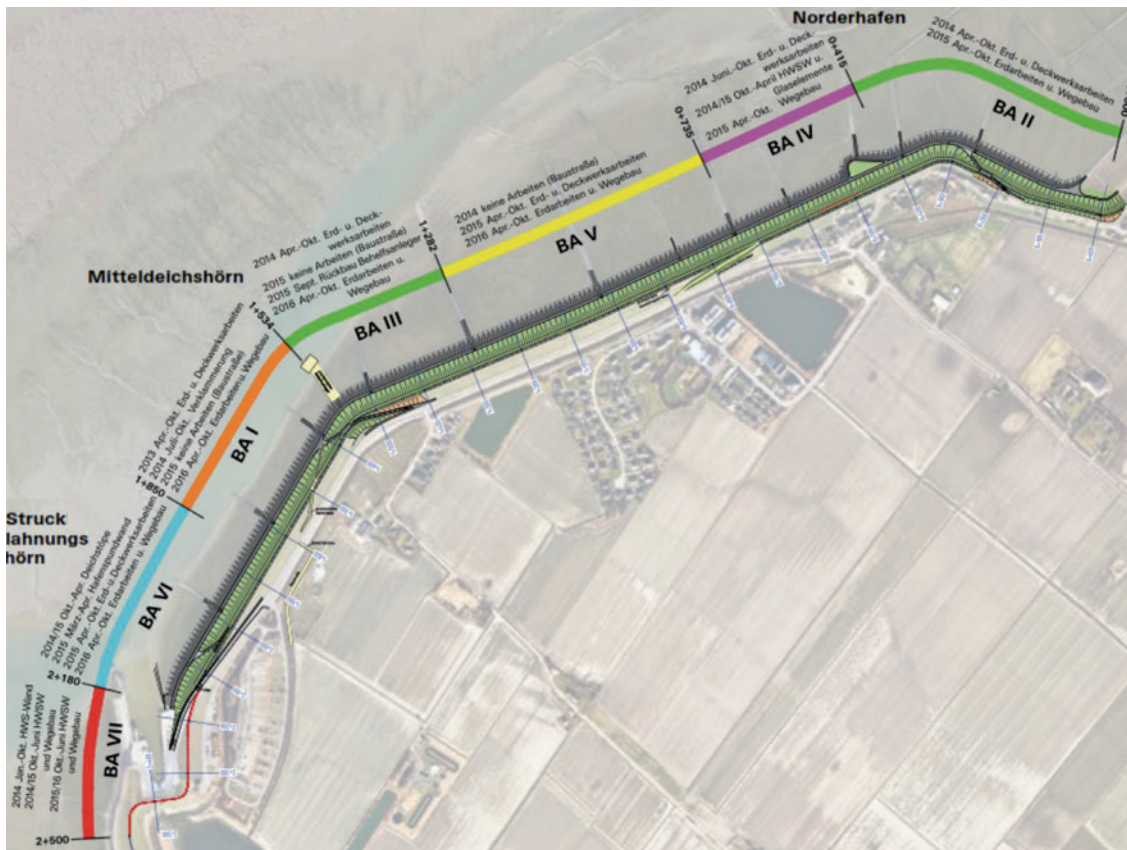 Norderhafen
2014 Apr.-Okt. Erd- u. Deckwerksarbeiten
2015 Apr.-Okt. Erdarbeiten u. Wegebau
BA II
0+415
2014 Juni.-Okt. Erd- u. Deck-
werksarbeiten
2014/15 Okt.-April HWSW u.
Glaselemente
2015 Apr.-Okt. Wegebau
BA IV
0+735
2014 keine Arbeiten (Baustraße)
2015 Apr.-Okt. Erd- u. Deckwerksarbeiten
2016 Apr.-Okt. Erdarbeiten u. Wegebau
BA V
1+282
2014 Apr.-Okt. Erd- u. Deck-
werksarbeiten
2015 keine Arbeiten (Baustraße)
2015 Sept. Rückbau Behelfsanleger
2016 Apr.-Okt. Erdarbeiten u.
Wegebau
BA III
Mitteldeichshörn
1+534
2013 Apr.-Okt. Erd- u. Deckwerksarbeiten
2014 Juli-Okt. Verklammerung
2015 keine Arbeiten (Baustraße)
2016 Apr.-Okt. Erdarbeiten u. Wegebau
BA I
1+850
Struck
lahnungs
hörn
2014/15 Okt.-Apr. Deichstöpe
2015 März-Apr. Hafenspundwand
2015 Apr.-Okt. Erd- u. Deckwerksarbeiten
2016 Apr.-Okt. Erdarbeiten u. Wegebau
BA VI
2+180
2014 Jan.-Okt. HWS-Wand
und Wegebau
2014/15 Okt.-Juni HWSW
und Wegebau
2015/16 Okt.-Juni HWSW
und Wegebau
BA VII
2+500